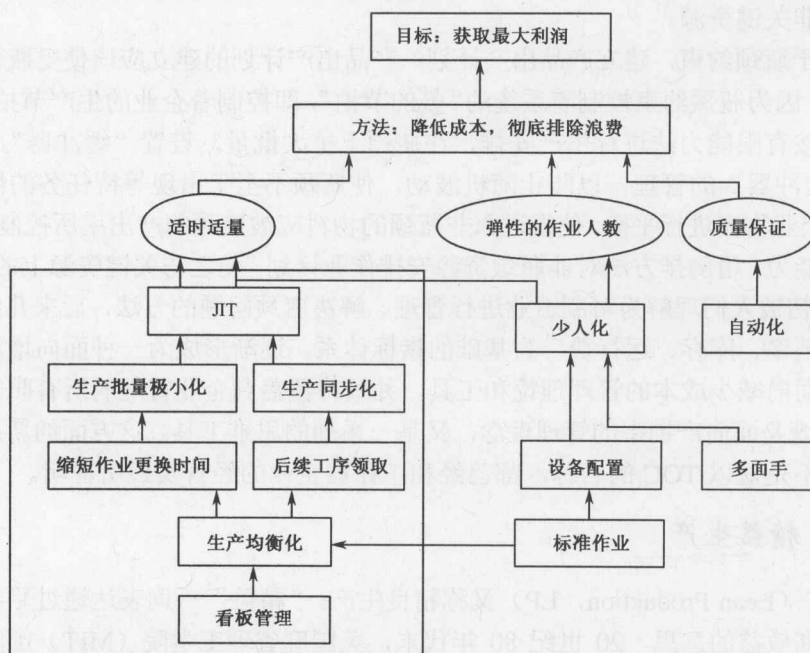 目标：获取最大利润
方法：降低成本 彻底排除浪费
适时适量
弹性的作业人数
质量保证
JIT
少人化
自动化
生产批量极小化
生产同步化
缩短作业更换时间
后续工序领取
设备配置
多面手
生产均衡化
标准作业
看板管理